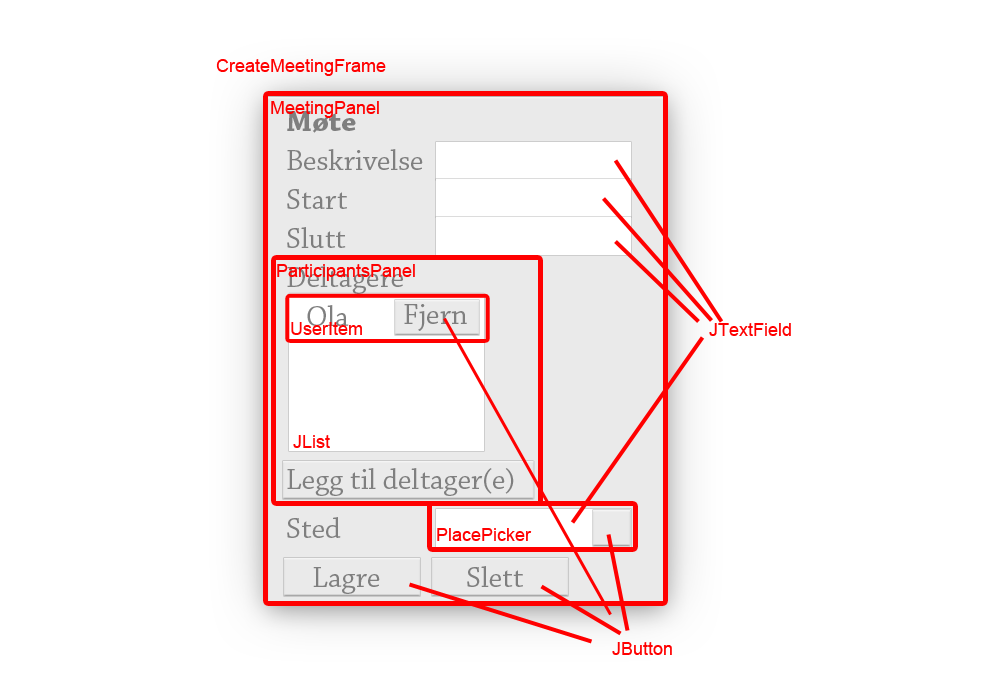 CreateMeetingFrame
MeetingPanel
Møte
Beskrivelse
Start
Slutt
ParticipantsPanel
Deltagere
Ola Fjern
UserItem
JTextField
JList
Legg til deltager(e)
Sted
PlacePicker
Lagre Slett
JButton